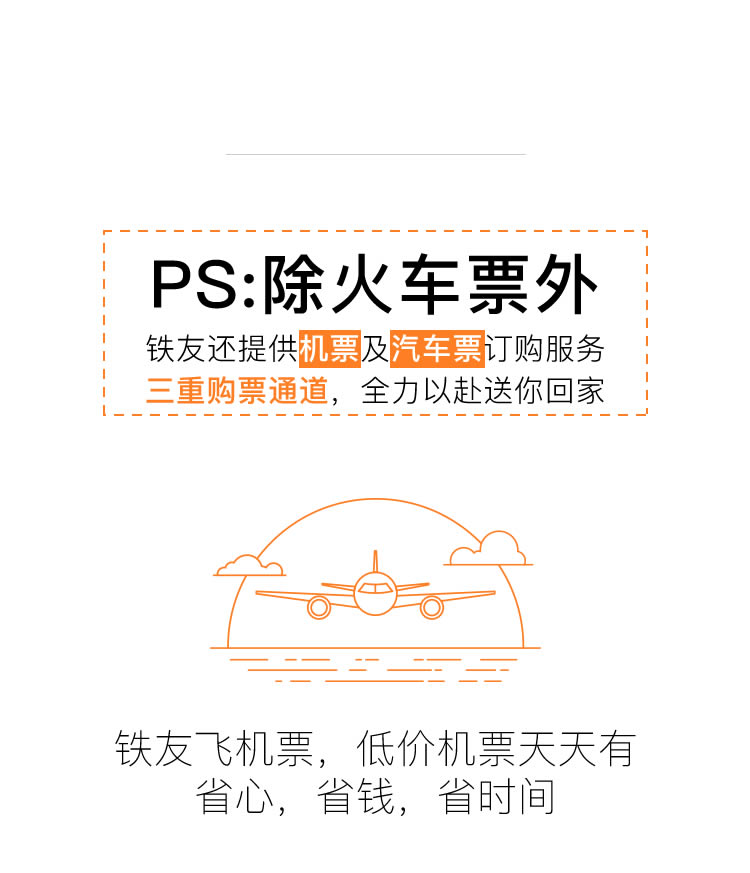 PS:除火车票外
铁友还提供机票及汽车票订购服务
三重购票通道，全力以赴送你回家
铁友飞机票，低价机票天天有
省心，省钱，省时间